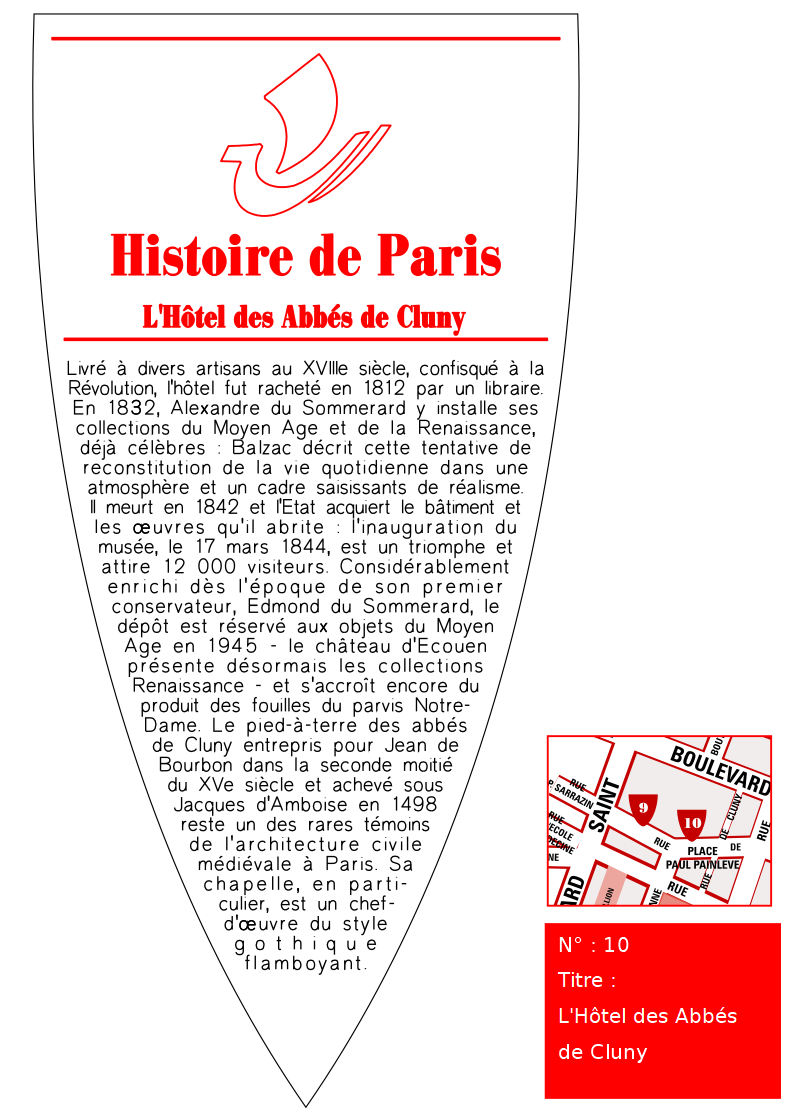 Histoire de Paris
L'Hôtel des Abbés de Cluny
Livré à divers artisans au XVIIIe siècle, confisqué à la
Révolution, l'hôtel fut racheté en 1812 par un libraire.
En 1832, Alexandre du Sommerard y installe ses
collections du Moyen Age et de la Renaissance,
déjà célèbres : Balzac décrit cette tentative de
reconstitution de la vie quotidienne dans une
atmosphère et un cadre saisissants de réalisme.
Il meurt en 1842 et l'Etat acquiert le bâtiment et
les œuvres qu'il abrite : l'inauguration du
musée, le 17 mars 1844, est un triomphe et
attire 12 000 visiteurs. Considérablement
enrichi dès l'époque de son premier
conservateur, Edmond du Sommerard, le
dépôt est réservé aux objets du Moyen
Age en 1945 - le château d'Ecouen
présente désormais les collections
Renaissance - et s'accroît encore du
produit des fouilles du parvis Notre-
Dame. Le pied-à-terre des abbés
de Cluny entrepris pour Jean de
Bourbon dans la seconde moitié
du XVe siècle et achevé sous
Jacques d'Amboise en 1498
reste un des rares témoins
de l'architecture civile
médiévale à Paris. Sa
chapelle, en parti-
culier, est un chef-
d'œuvre du style
gothique
flamboyant.
BOU
BOULEVARD
RUE
P. SARRAZIN
SAINT
9
10
DE CLUNY
RUE
RUE
ECOLE
DECINE
NE
RUE
PLACE DE
PAUL PAINLEVE
ARD
LION
NNE
RUE
RUE
N° : 10
Titre :
L'Hôtel des Abbés
de Cluny